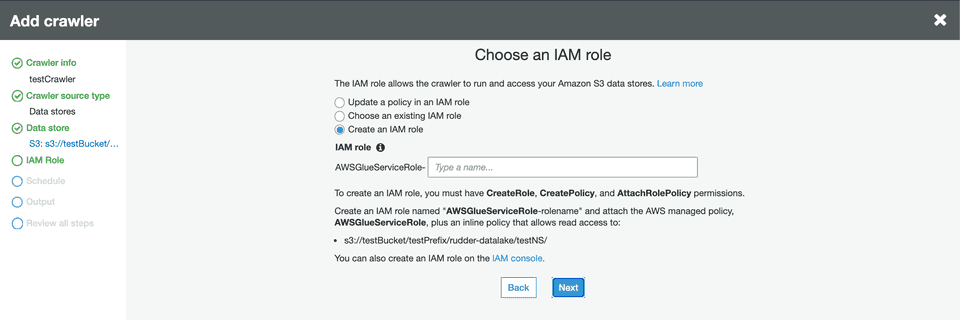 Add crawler
Crawler info
testCrawler
Crawler source type
Data stores
Data store
S3: s3://testBucket/...
IAM Role
Schedule
Output
Review all steps
Choose an IAM role
The IAM role allows the crawler to run and access your Amazon S3 data stores. Learn more
Update a policy in an IAM role
Choose an existing IAM role
Create an IAM role
IAM role
AWSGlueServiceRole- Type a name...
To create an IAM role, you must have CreateRole, CreatePolicy, and AttachRolePolicy permissions.
Create an IAM role named "AWSGlueServiceRole-rolename" and attach the AWS managed policy,
AWSGlueServiceRole, plus an inline policy that allows read access to:
• s3://testBucket/testPrefix/rudder-datalake/testNS/
You can also create an IAM role on the IAM console.
Back Next